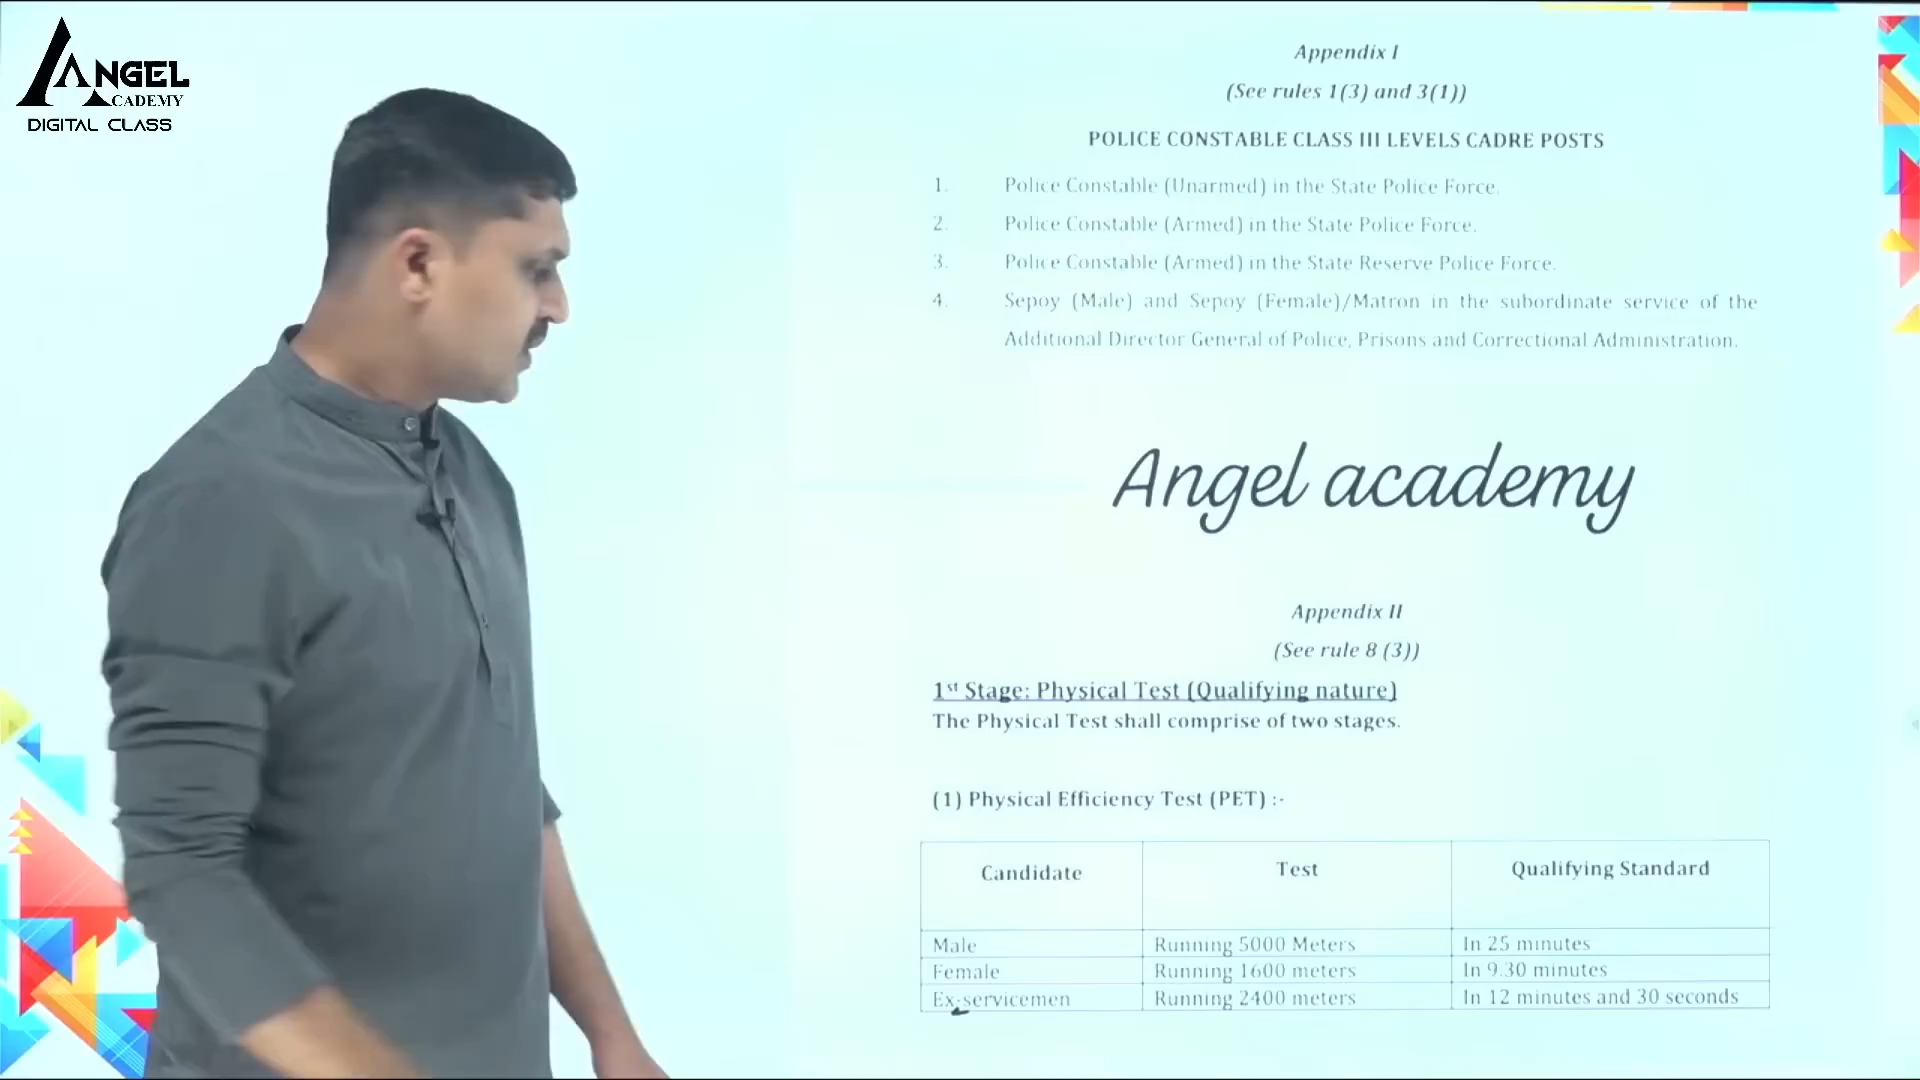 ANGEL
ACADEMY
DIGITAL CLASS
Appendix I
(See rules 1(3) and 3(1))
POLICE CONSTABLE CLASS III LEVELS CADRE POSTS
1. Police Constable (Unarmed) in the State Police Force.
2. Police Constable (Armed) in the State Police Force.
3. Police Constable (Armed) in the State Reserve Police Force.
4. Sepoy (Male) and Sepoy (Female)/Matron in the subordinate service of the
Additional Director General of Police, Prisons and Correctional Administration.
Angel academy
Appendix II
(See rule 8 (3))
1st Stage: Physical Test (Qualifying nature)
The Physical Test shall comprise of two stages.
(1) Physical Efficiency Test (PET) :-
Candidate Test Qualifying Standard
Male Running 5000 Meters In 25 minutes
Female Running 1600 meters In 9.30 minutes
Ex-servicemen Running 2400 meters In 12 minutes and 30 seconds